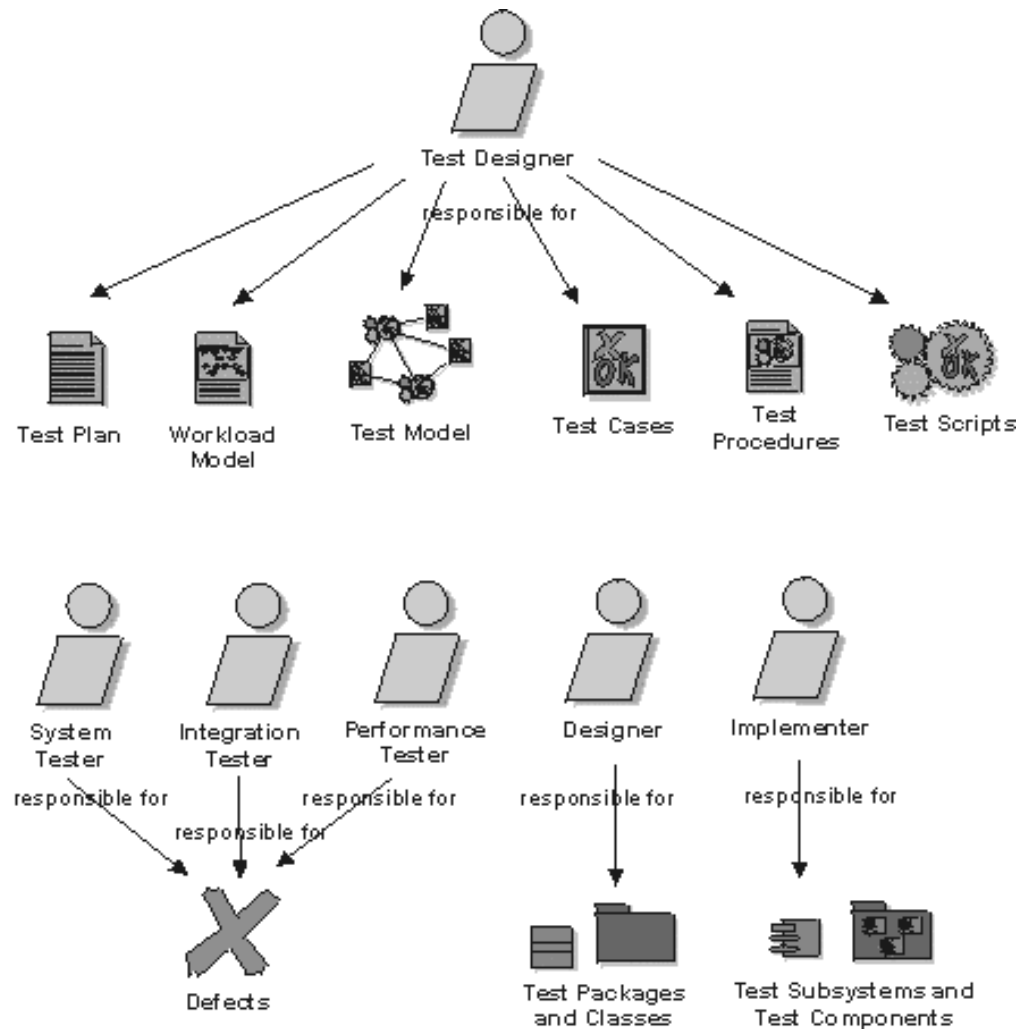 Test Designer
responsible for
Test Plan
Workload
Model
Test Model
Test Cases
Test
Procedures
Test Scripts
System
Tester
Integration
Tester
Performance
Tester
Designer
Implementer
responsible for
responsible for
responsible for
responsible for
responsible for
Defects
Test Packages
and Classes
Test Subsystems and
Test Components